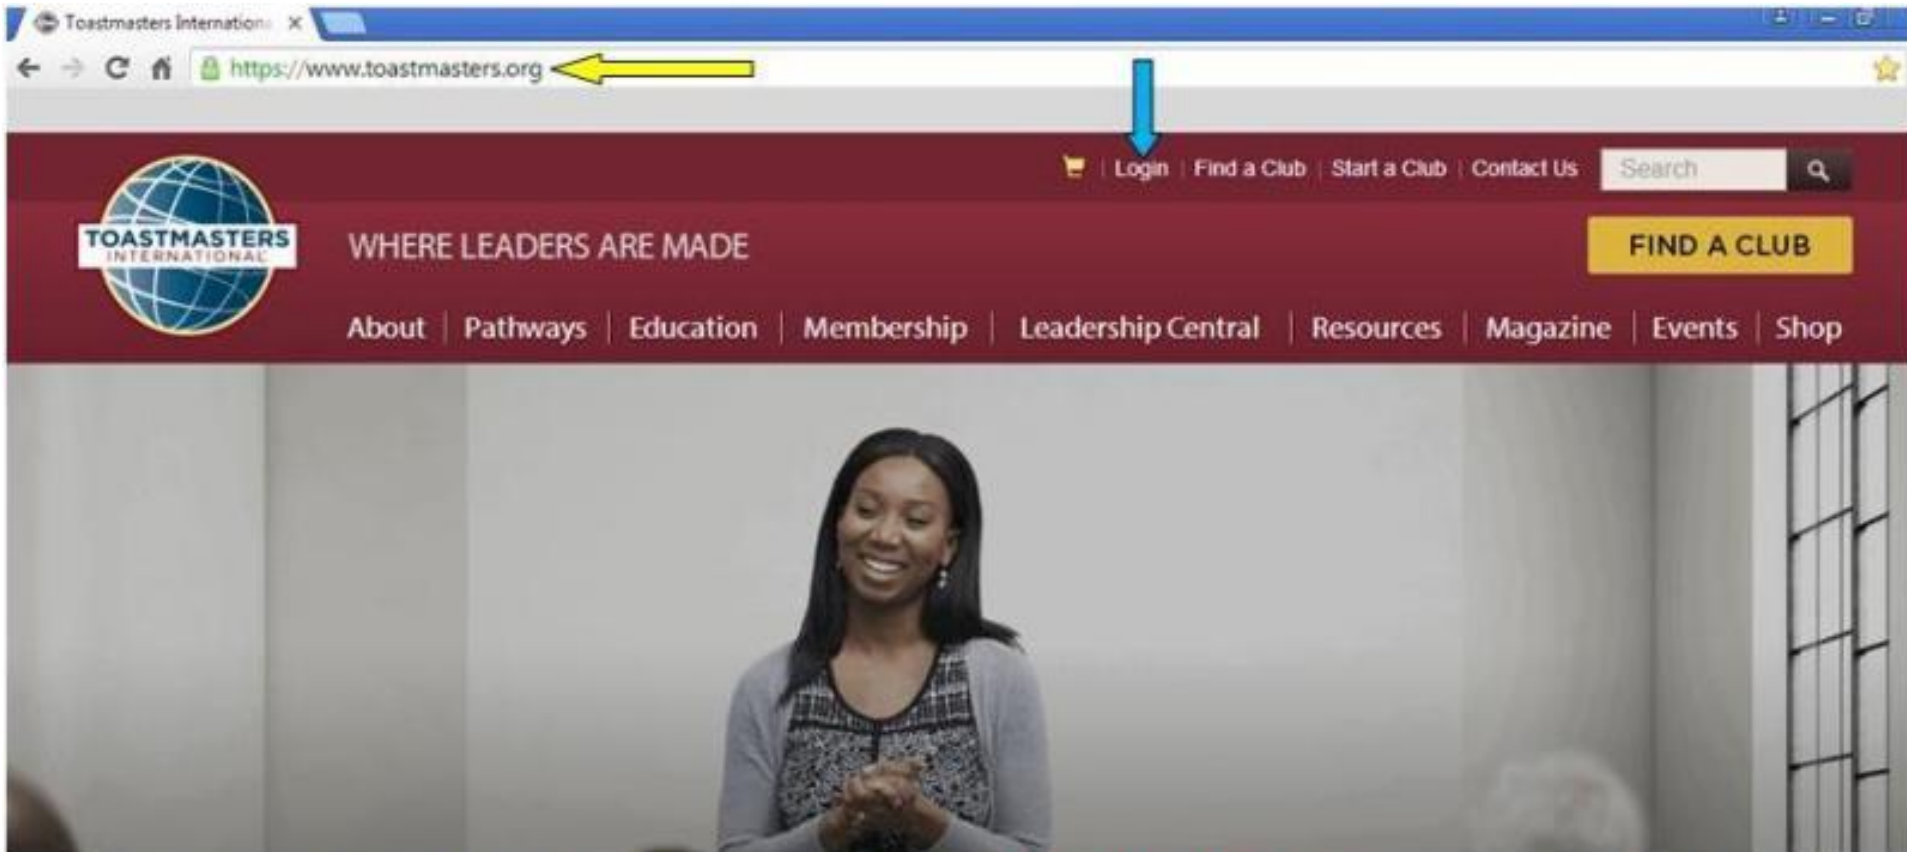 Toastmasters Internationa
https://www.toastmasters.org
Login | Find a Club | Start a Club | Contact Us
Search
TOASTMASTERS
INTERNATIONAL
WHERE LEADERS ARE MADE
FIND A CLUB
About | Pathways | Education | Membership | Leadership Central | Resources | Magazine | Events | Shop